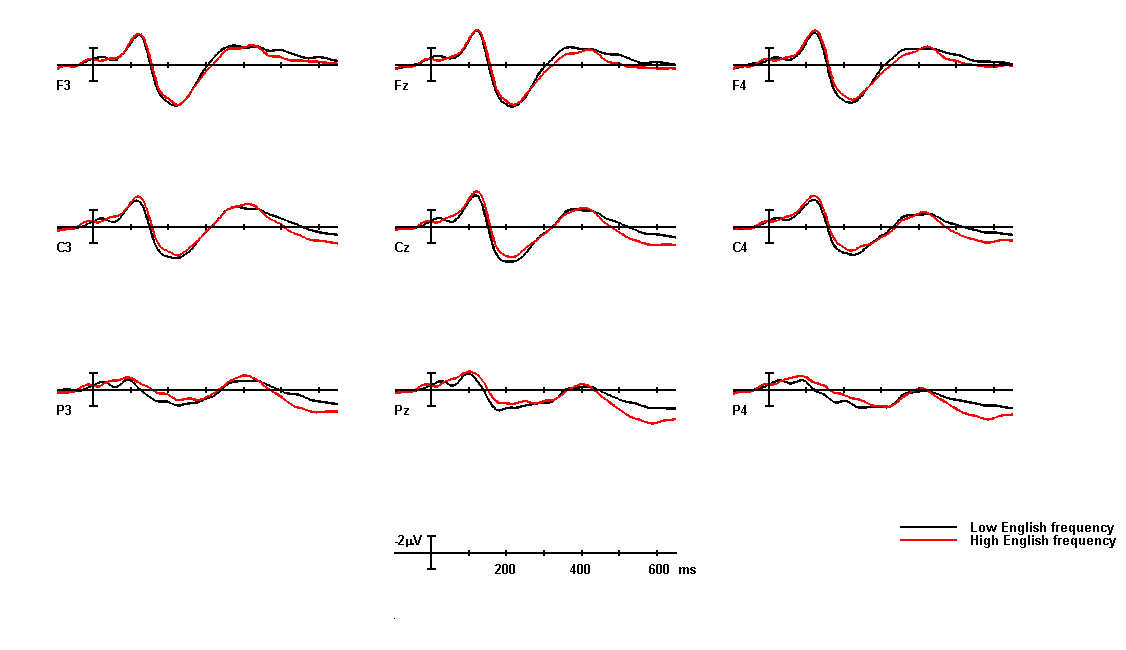 F3
Fz
F4
C3
Cz
C4
P3
Pz
P4
Low English frequency
High English frequency
-2µV
200 400 600 ms